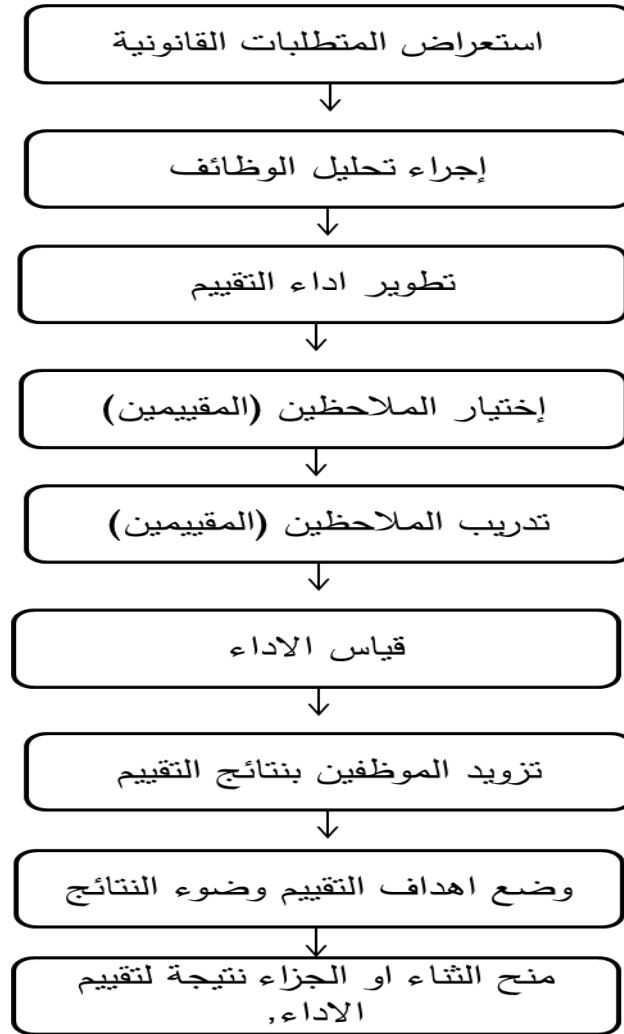 استعراض المتطلبات القانونية
إجراء تحليل الوظائف
تطوير اداء التقييم
إختيار الملاحظين (المقييمين)
تدريب الملاحظين (المقييمين)
قياس الاداء
تزويد الموظفين بنتائج التقييم
وضع اهداف التقييم وضوء النتائج
منح الثناء او الجزاء نتيجة لتقييم
الاداء,